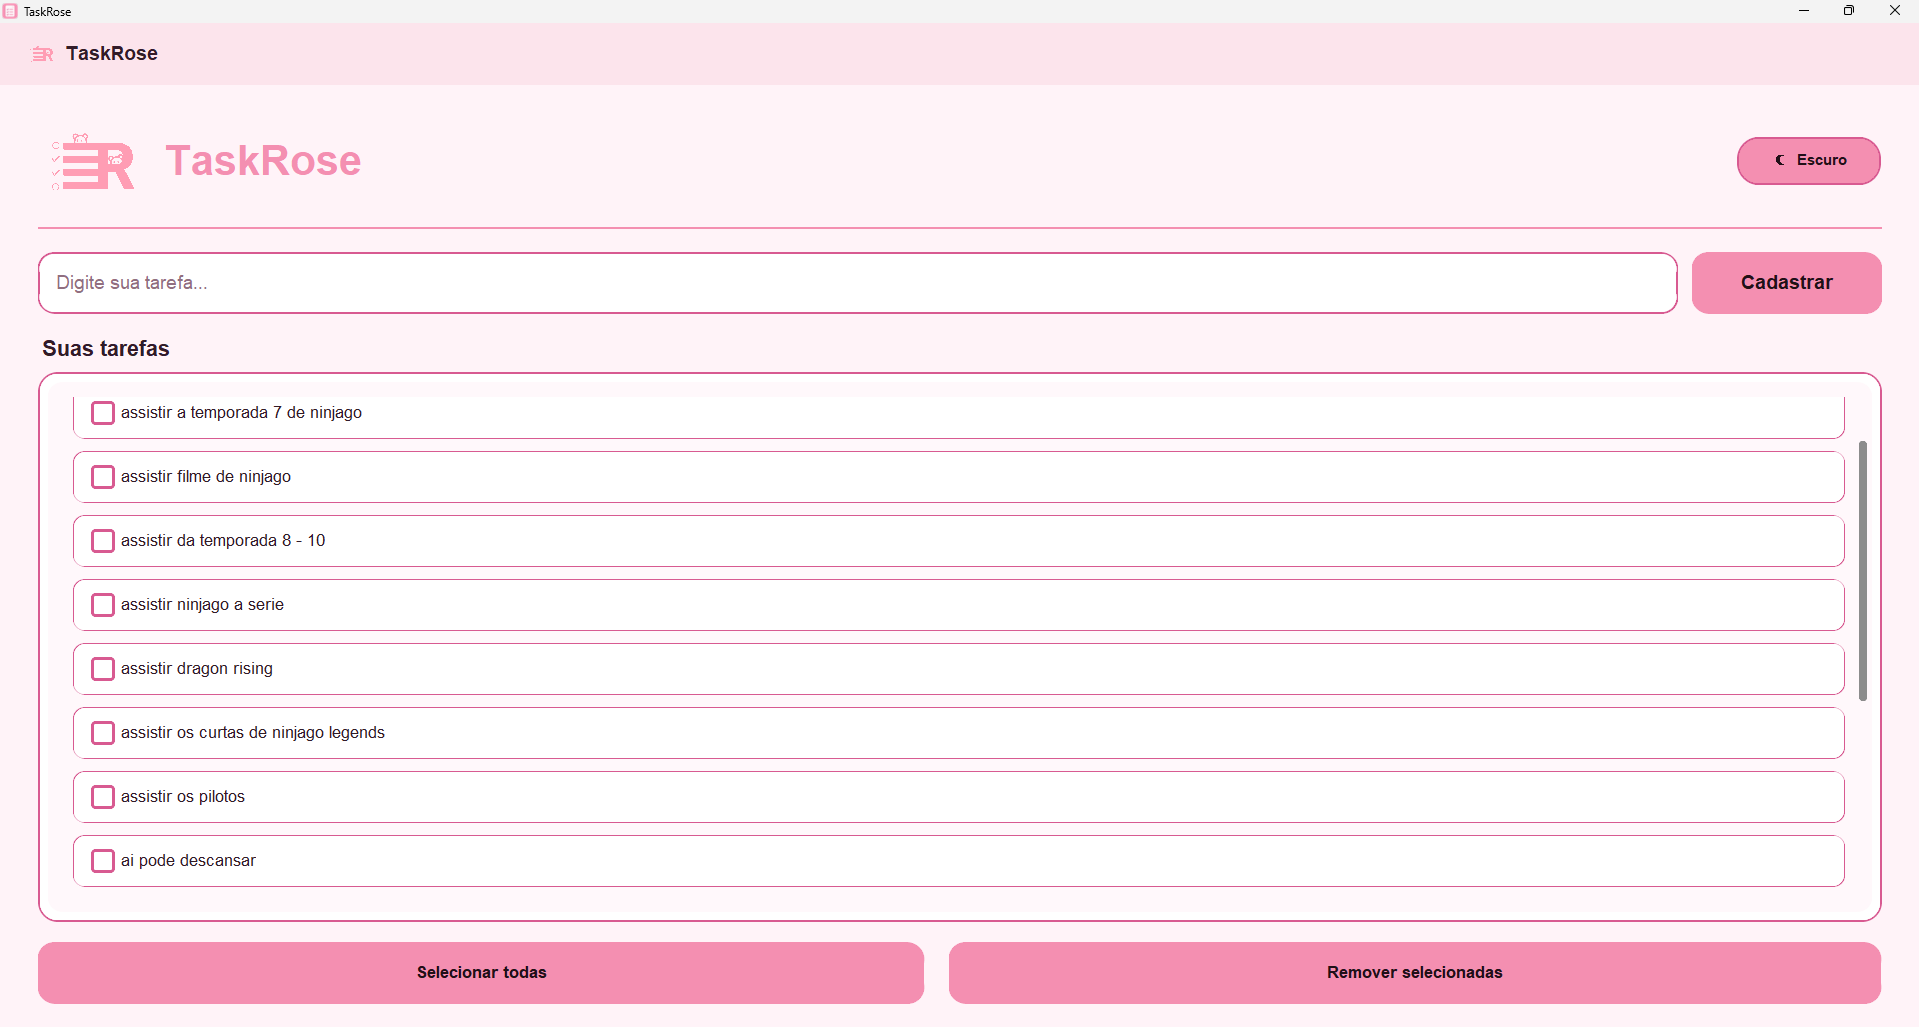 TaskRose
TaskRose
TaskRose
Escuro
Digite sua tarefa...
Cadastrar
Suas tarefas
assistir a temporada 7 de ninjago
assistir filme de ninjago
assistir da temporada 8 - 10
assistir ninjago a serie
assistir dragon rising
assistir os curtas de ninjago legends
assistir os pilotos
ai pode descansar
Selecionar todas
Remover selecionadas